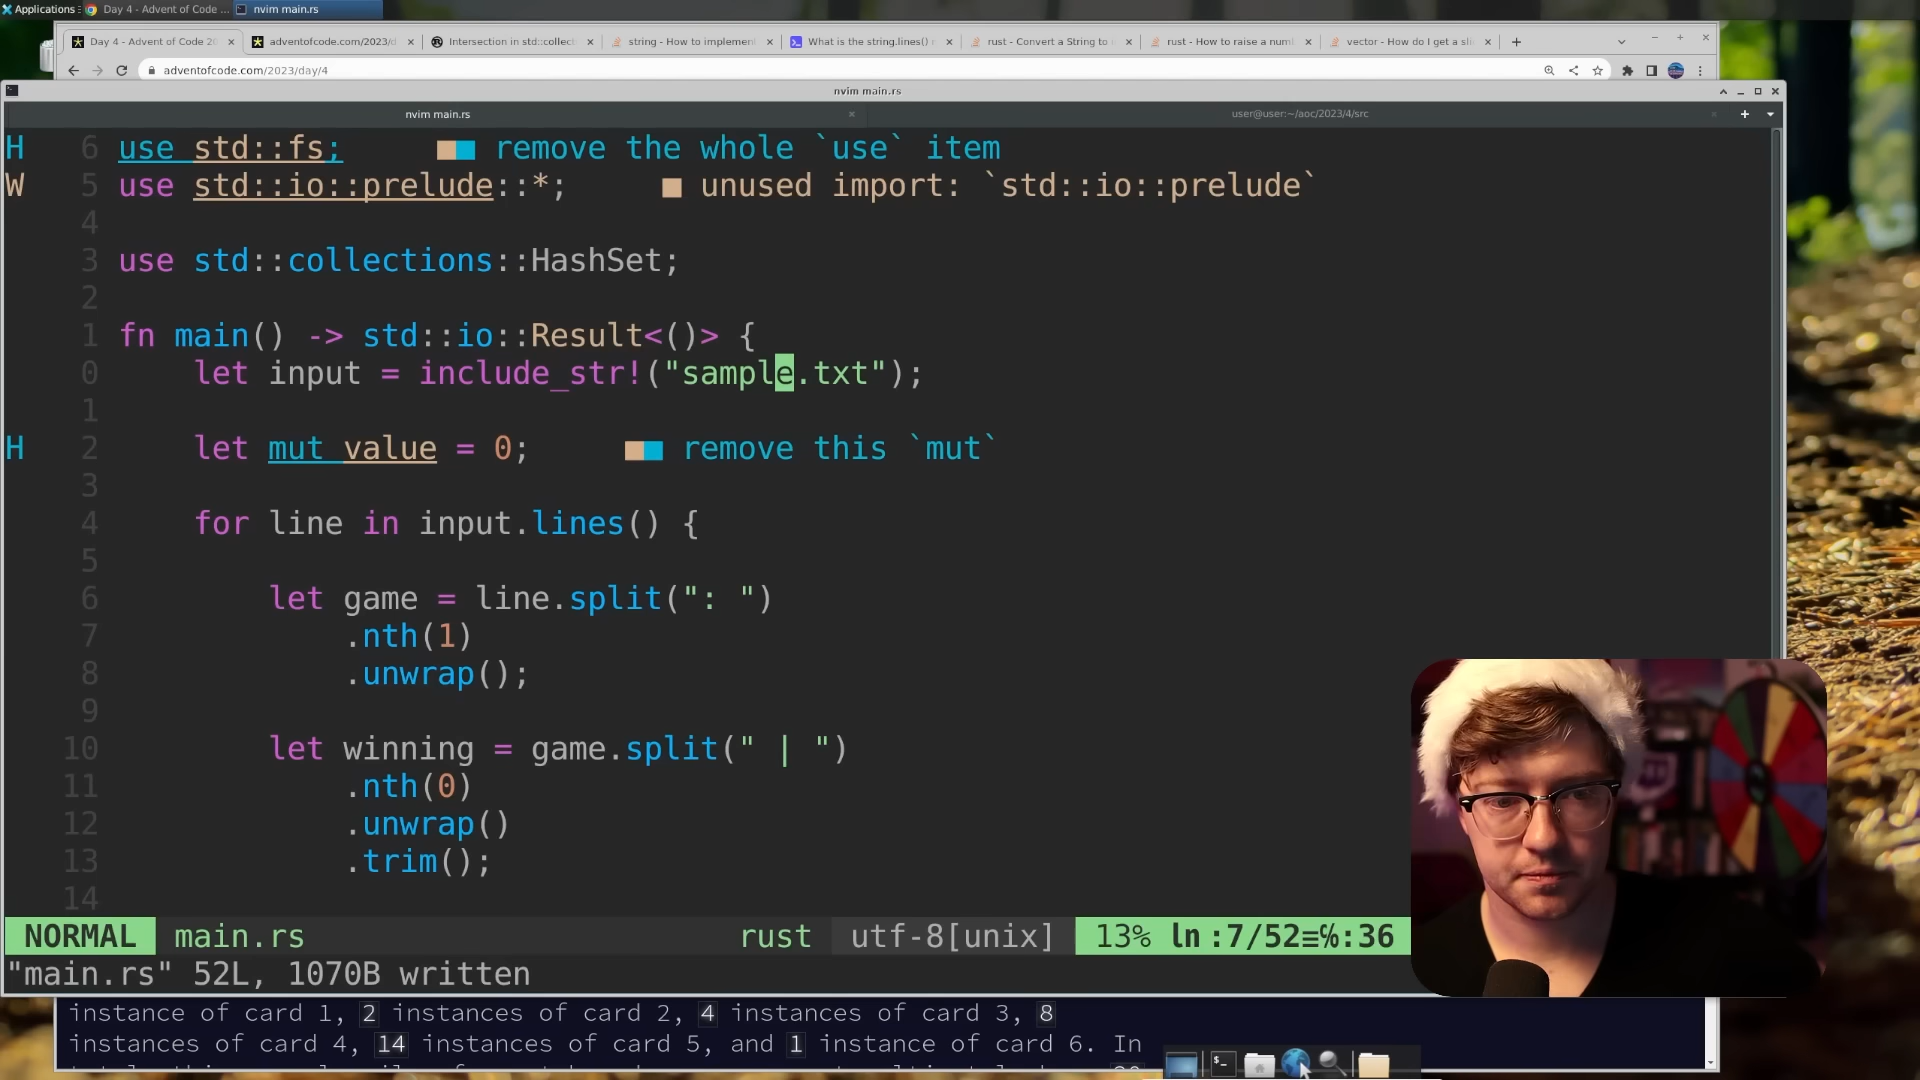 Applications
Day 4 - Advent of Code ...
nvim main.rs
Day 4 - Advent of Code 20
adventofcode.com/2023/d
Intersection in std::collect
string - How to implemen
What is the string.lines()
rust - Convert a String to
rust - How to raise a num
vector - How do I get a sli
adventofcode.com/2023/day/4
nvim main.rs
nvim main.rs
user@user:~/aoc/2023/4/src
H 6 use std::fs; remove the whole `use` item
W 5 use std::io::prelude::*; unused import: `std::io::prelude`
4
3 use std::collections::HashSet;
2
1 fn main() -> std::io::Result<()> {
0 let input = include_str!("sample.txt");
1
H 2 let mut value = 0; remove this `mut`
3
4 for line in input.lines() {
5
6 let game = line.split(": ")
7 .nth(1)
8 .unwrap();
9
10 let winning = game.split(" | ")
11 .nth(0)
12 .unwrap()
13 .trim();
14
NORMAL main.rs rust utf-8[unix] 13% ln :7/52≡℅:36
"main.rs" 52L, 1070B written
instance of card 1, 2 instances of card 2, 4 instances of card 3, 8
instances of card 4, 14 instances of card 5, and 1 instance of card 6. In